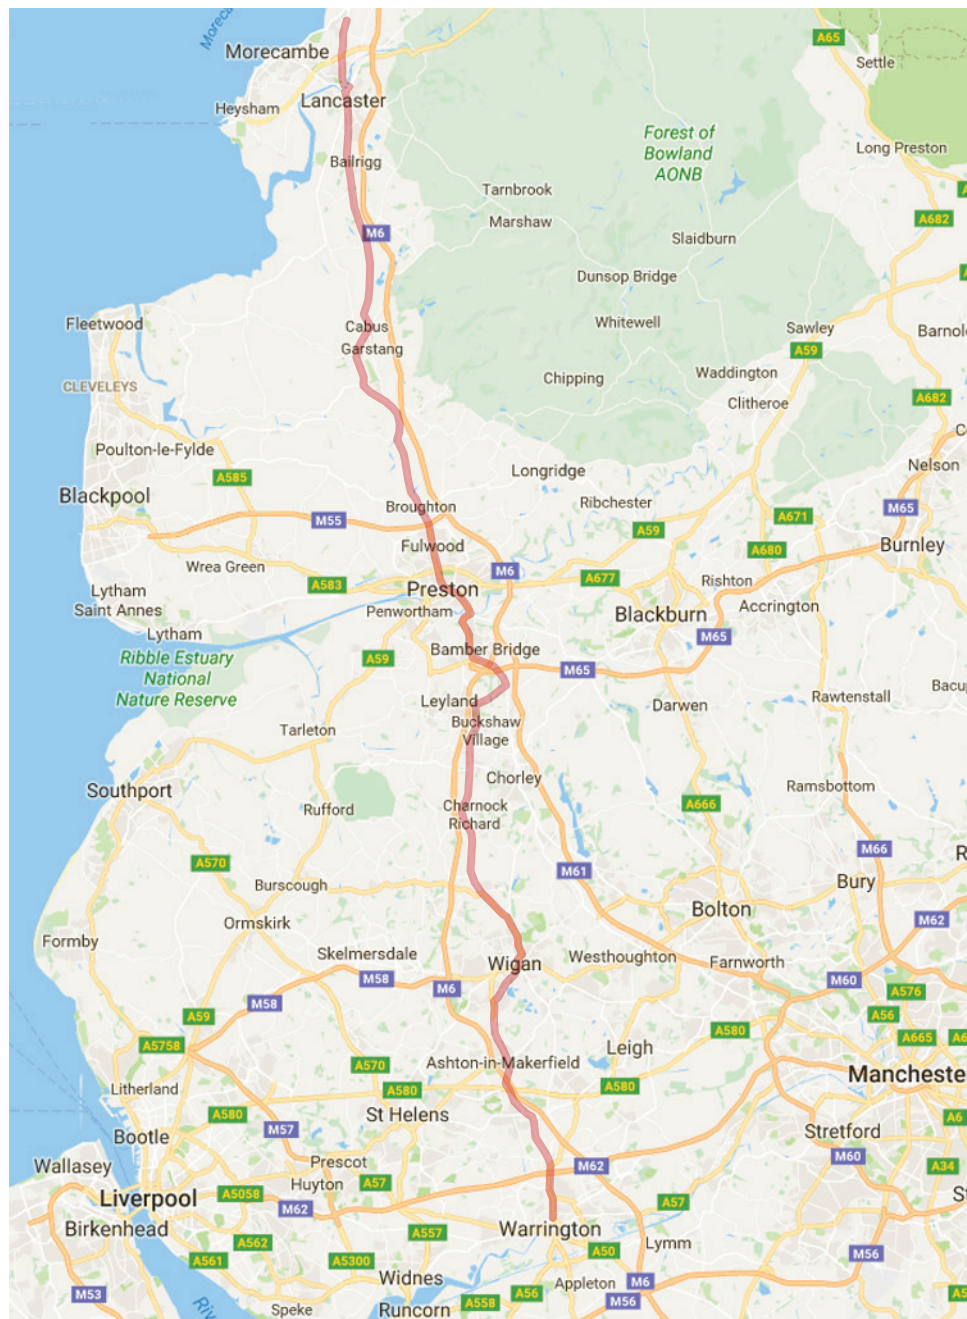 Moreca
Morecambe
A65
Settle
Heysham
Lancaster
Forest of
Bowland
AONB
Long Preston
Bailrigg
Tarnbrook
A
Marshaw
A682
M6
Slaidburn
Dunsop Bridge
A
Fleetwood
Cabus
Whitewell
Sawley
Barnol
Garstang
A59
CLEVELEYS
Chipping
Waddington
Clitheroe
A682
C
Poulton-le-Fylde
A585
Longridge
Nelson
Blackpool
Broughton
Ribchester
M65
M55
A59
A671
Fulwood
A680
Burnley
Wrea Green
M6
A583
Preston
A677
Rishton
Lytham
Saint Annes
Penwortham
Blackburn
Accrington
Lytham
M65
Ribble Estuary
National
Nature Reserve
A59
Bamber Bridge
M65
Leyland
Darwen
Rawtenstall
Bacu
Tarleton
Buckshaw
Village
Southport
Chorley
Ramsbottom
Rufford
Charnock
Richard
A666
M66
R
A570
M61
Burscough
Bury
Ormskirk
Bolton
M62
Formby
Skelmersdale
Wigan
Westhoughton
Farnworth
M58
M6
M60
A576
M58
A59
A56
A580
A665
A6
A5758
Leigh
A570
Ashton-in-Makerfield
Manchester
Litherland
A580
A580
A580
St Helens
A6
Bootle
M57
Stretford
M60
Wallasey
Prescot
M62
A34
Huyton
A57
Liverpool
A5058
M62
A57
S
Birkenhead
Warrington
A557
A562
A50
Lymm
M56
A561
A5300
Widnes
Appleton
M6
M53
Speke
Runcorn
A558
A56
M56
A5
Riv